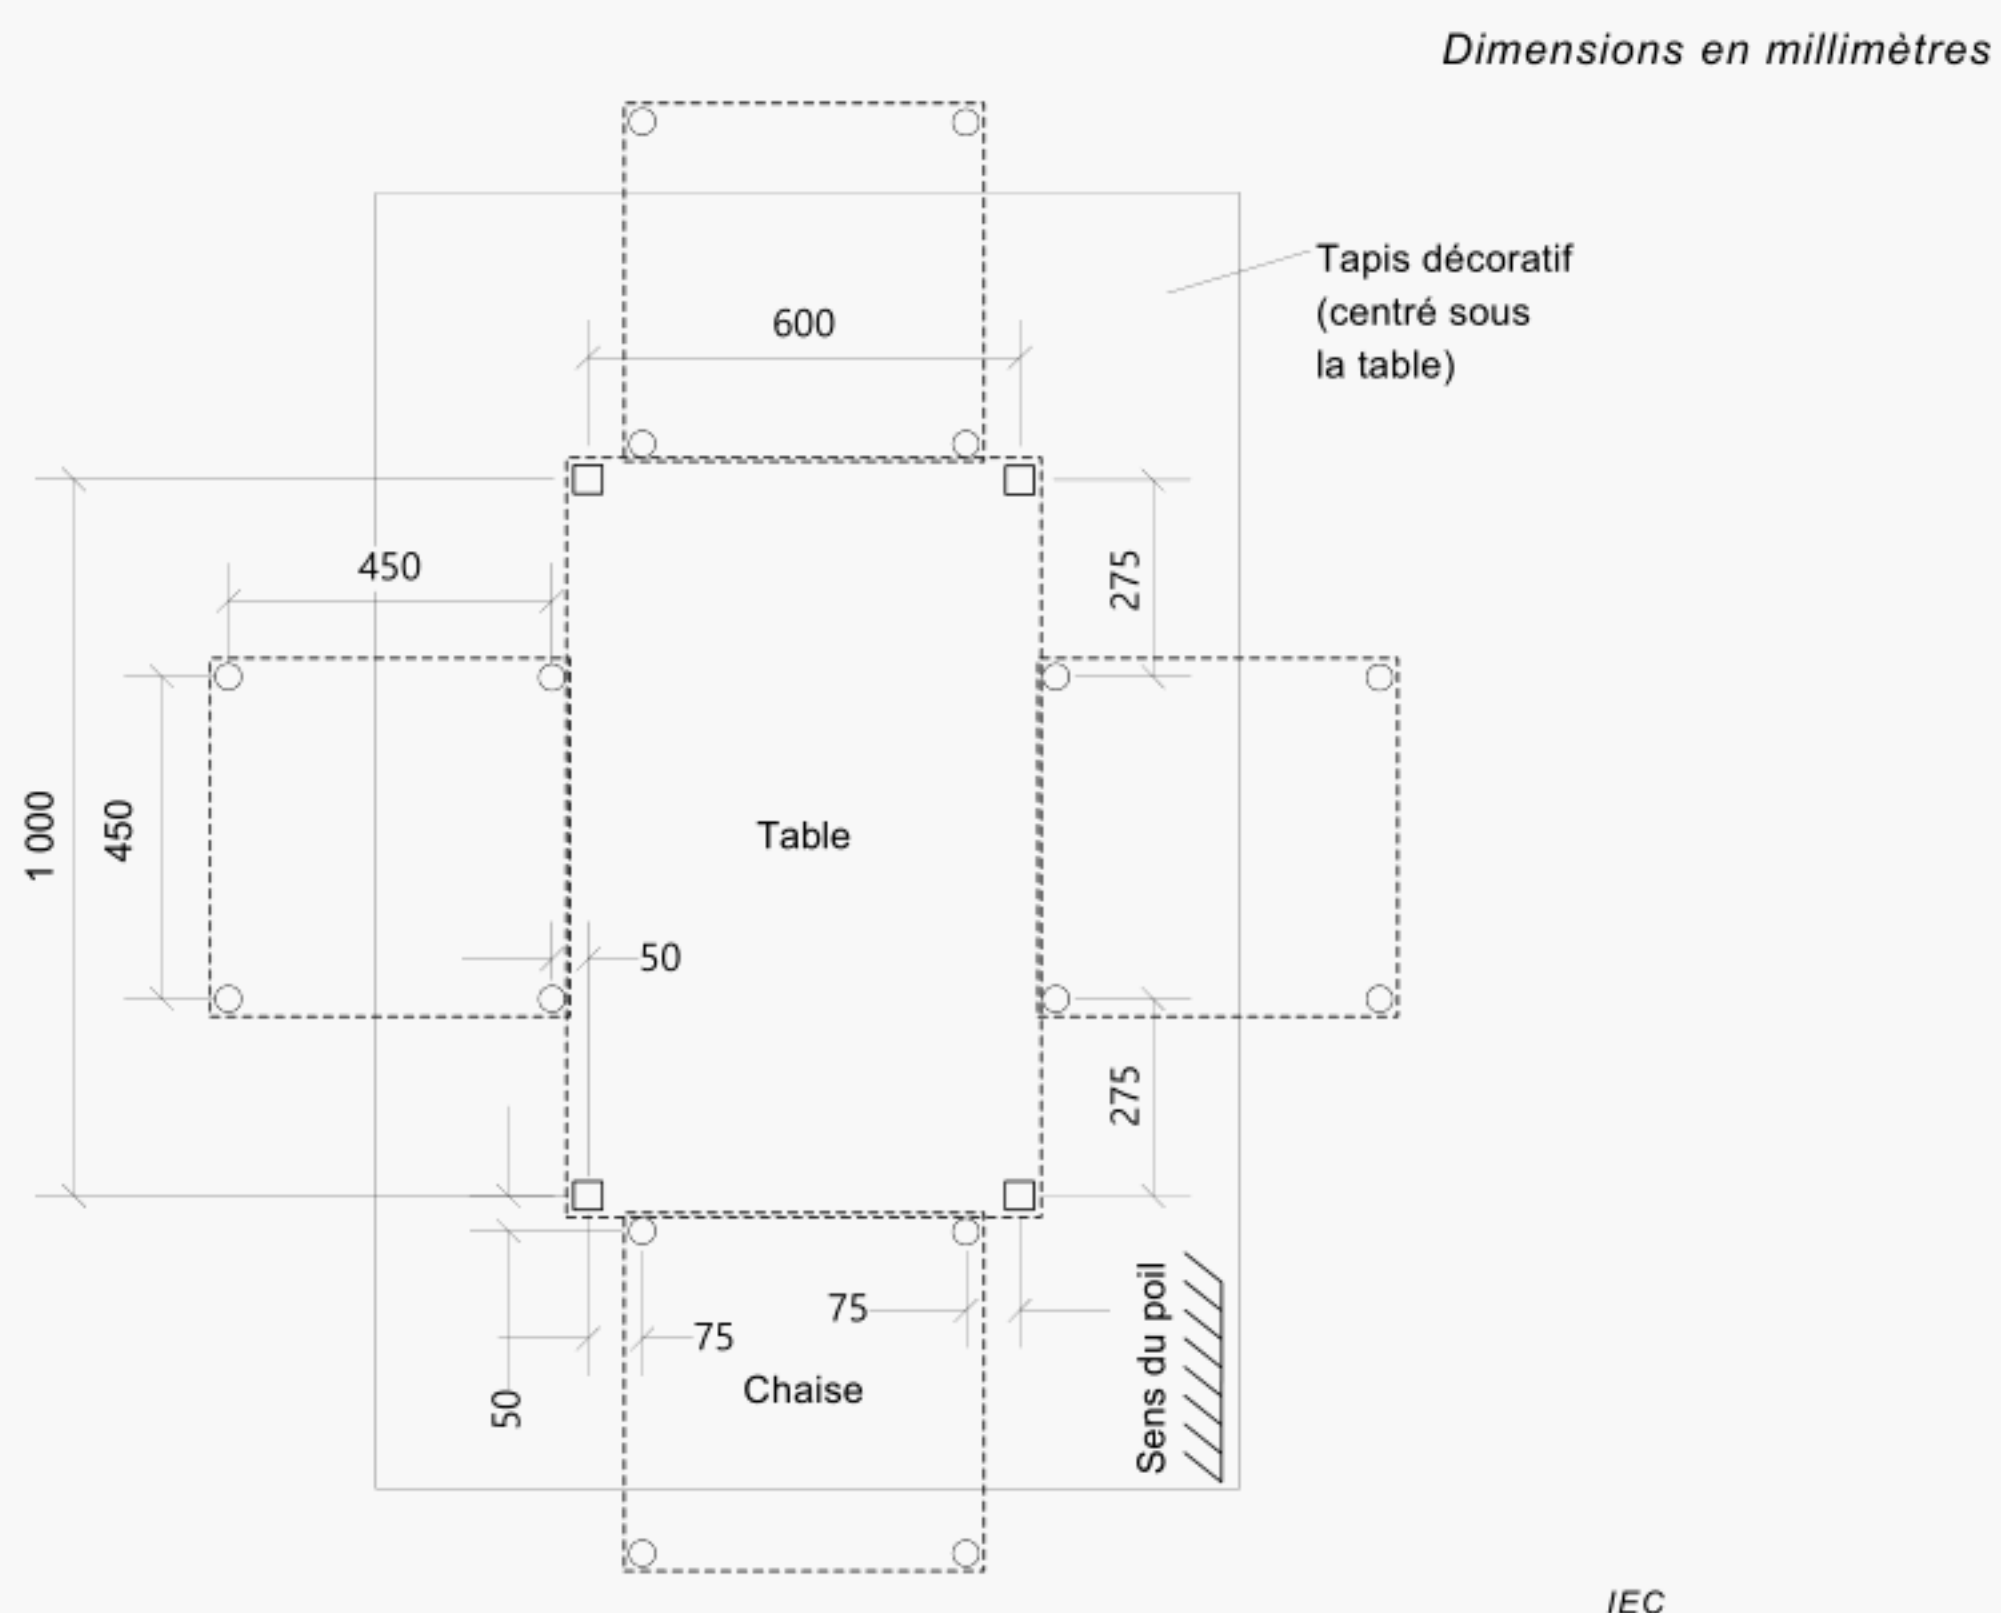 Dimensions en millimètres
Tapis décoratif
(centré sous
la table)
600
450
275
1 000
450
Table
50
275
75
75
Chaise
50
Sens du poil
IEC